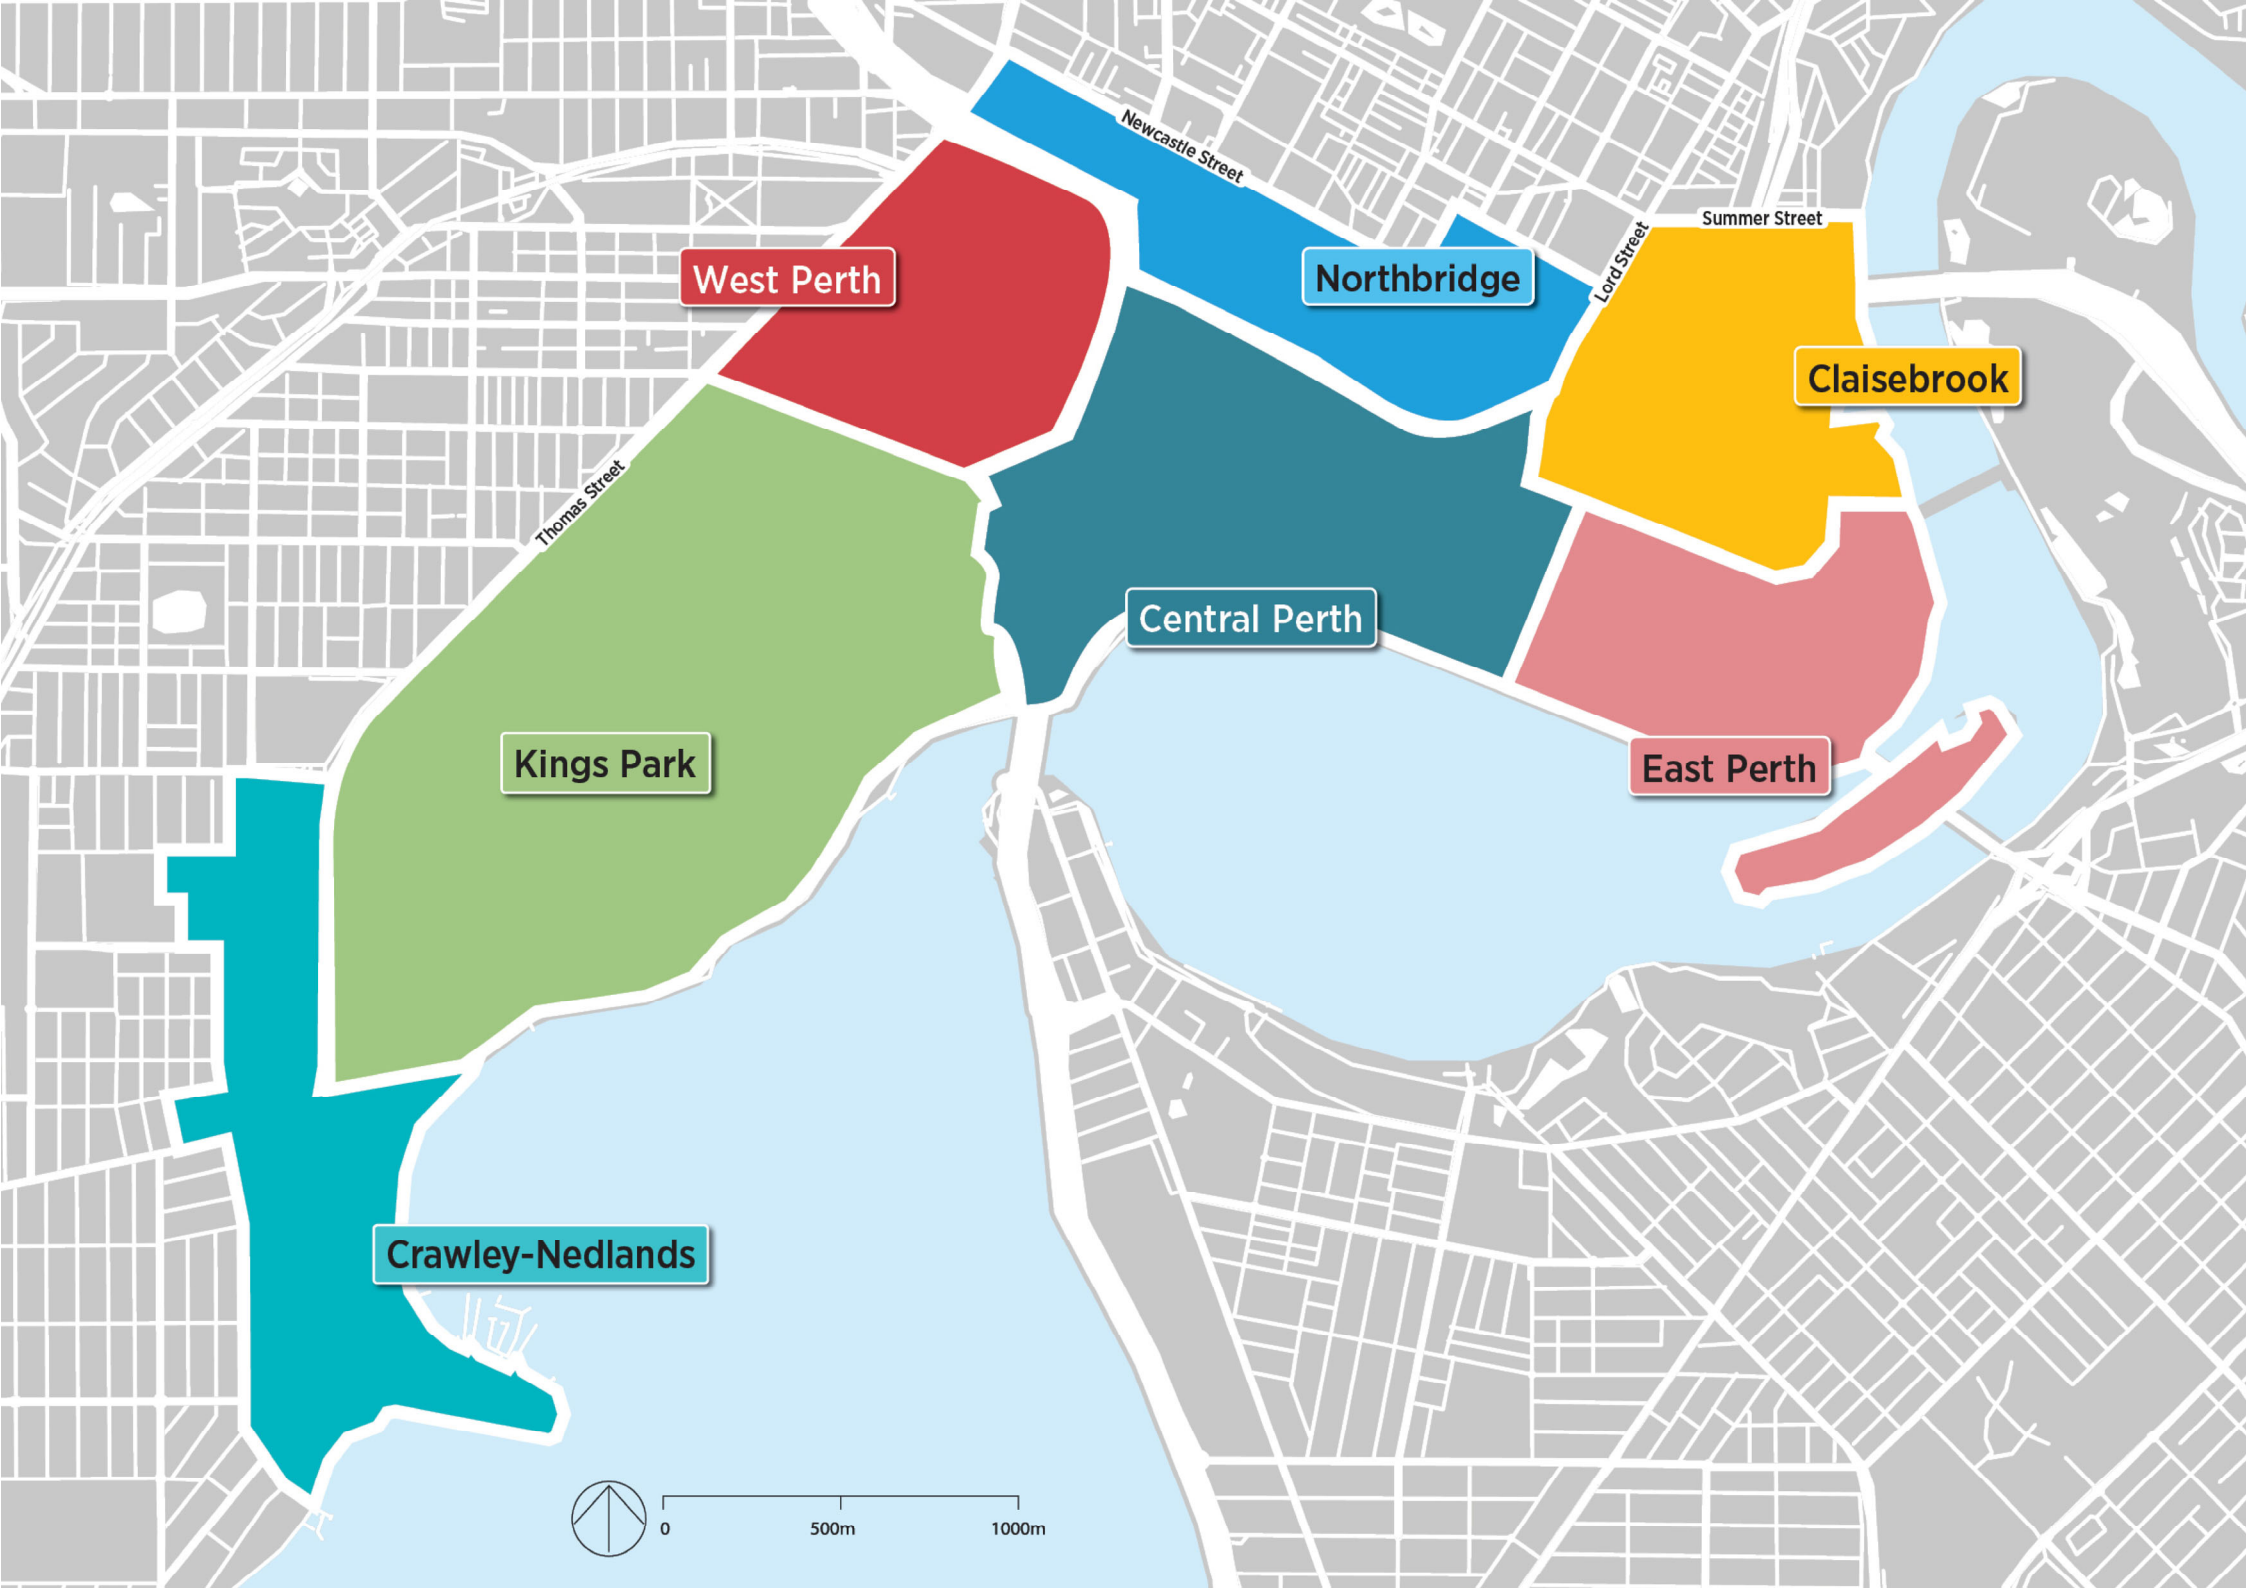 Newcastle Street
Summer Street
Lord Street
West Perth
Northbridge
Claisebrook
Thomas Street
Central Perth
Kings Park
East Perth
Crawley-Nedlands
0
500m
1000m